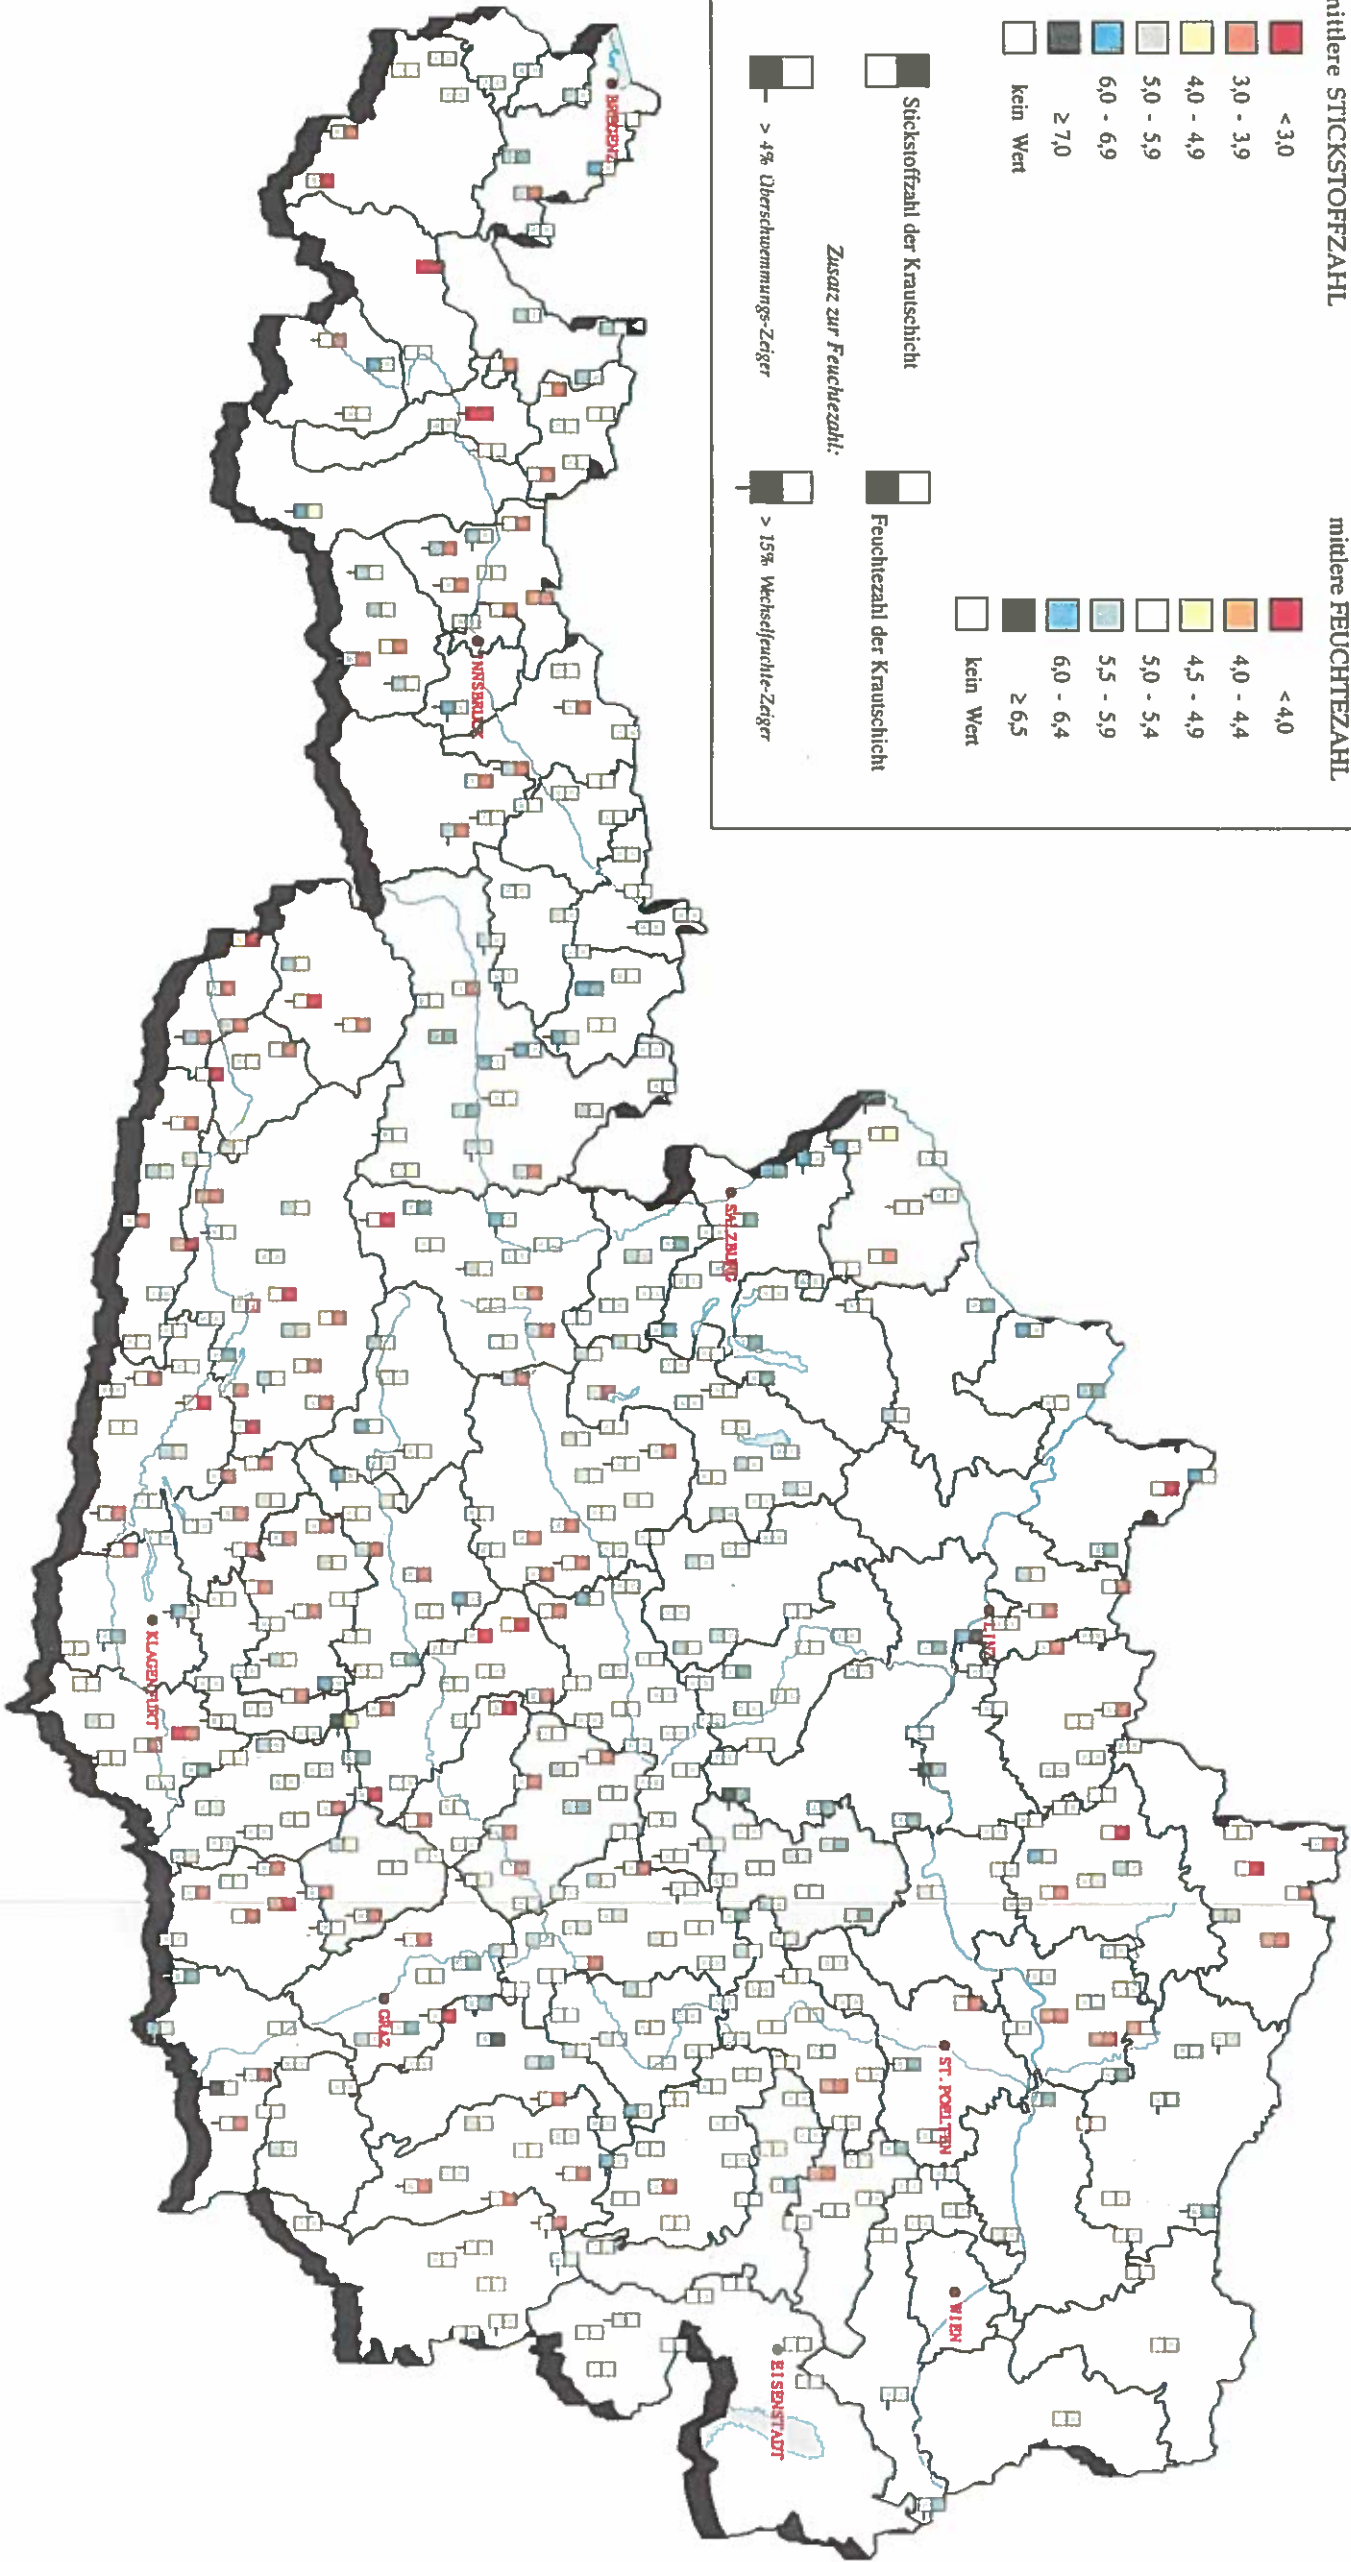 mittlere STICKSTOFFZAHL
< 3,0
3,0 - 3,9
4,0 - 4,9
5,0 - 5,9
6,0 - 6,9
≥ 7,0
kein Wert
mittlere FEUCHTEZAHL
< 4,0
4,0 - 4,4
4,5 - 4,9
5,0 - 5,4
5,5 - 5,9
6,0 - 6,4
≥ 6,5
kein Wert
Stickstoffzahl der Krautschicht
Feuchtezahl der Krautschicht
Zusatz zur Feuchtezahl:
> 4% Überschwemmungs-Zeiger
> 15% Wechselfeuchte-Zeiger
BREGENZ
INNSBRUCK
SALZBURG
LINZ
ST.POELTEN
WIEN
EISENSTADT
GRAZ
KLAGENFURT